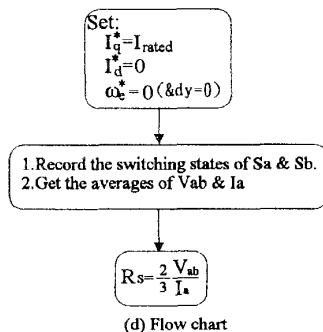 Set:
I*q=Irated
I*d=0
ω*e=0(&dy=0)
1.Record the switching states of Sa & Sb.
2.Get the averages of Vab & Ia
Rs=2/3 Vab/Ia
(d) Flow chart